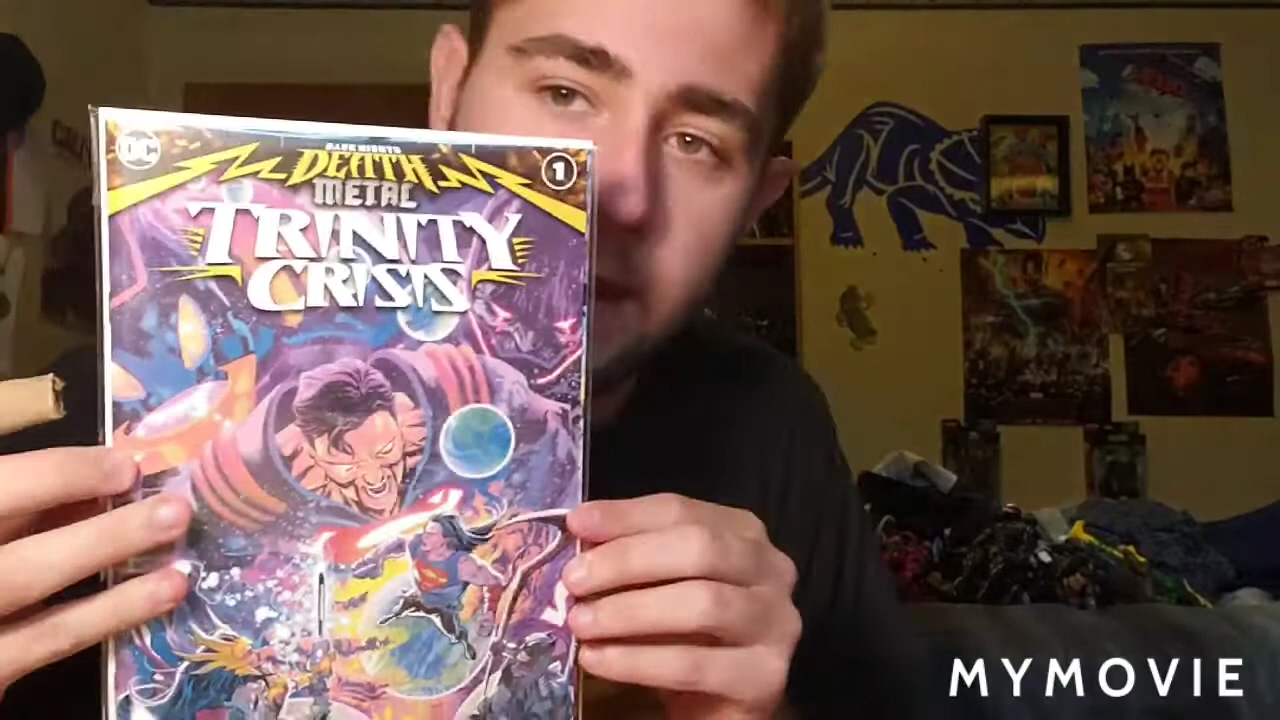 DC
DARK NIGHTS
DEATH
METAL
1
TRINITY
CRISIS
MYMOVIE